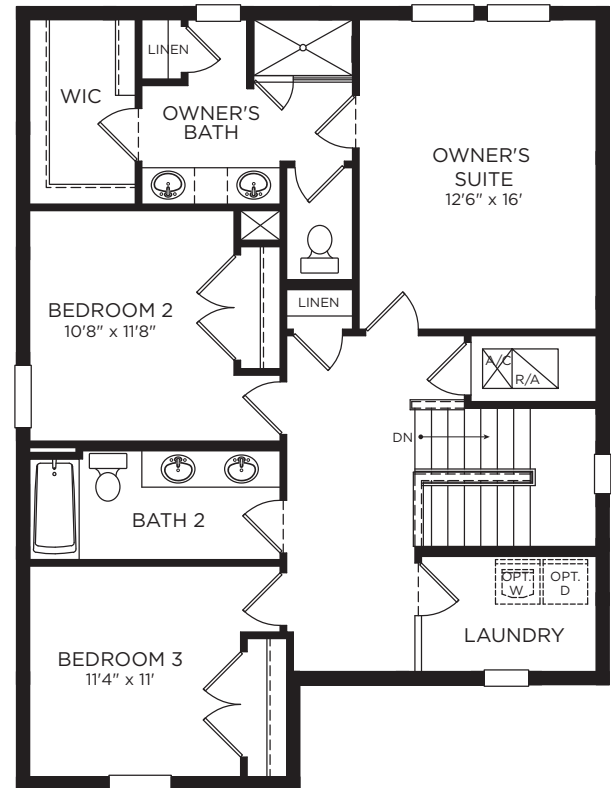 LINEN
WIC
OWNER'S
BATH
OWNER'S
SUITE
12'6" x 16'
LINEN
BEDROOM 2
10'8" x 11'8"
A/C
R/A
DN
BATH 2
OPT.
W
OPT.
D
LAUNDRY
BEDROOM 3
11'4" x 11'